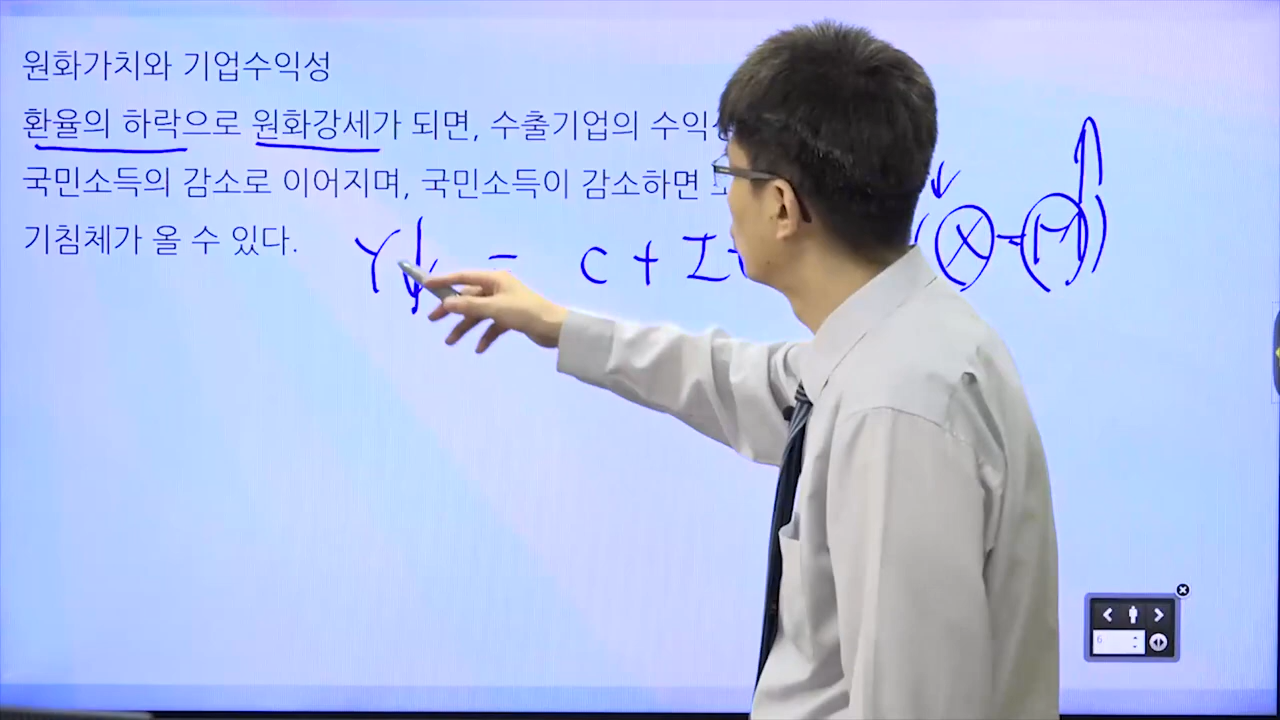 원화가치와 기업수익성
환율의 하락으로 원화강세가 되면, 수출기업의
국민소득의 감소로 이어지며, 국민소득이 감소하면
기침체가 올 수 있다.
Y↓ = C + I + (X - M)
6